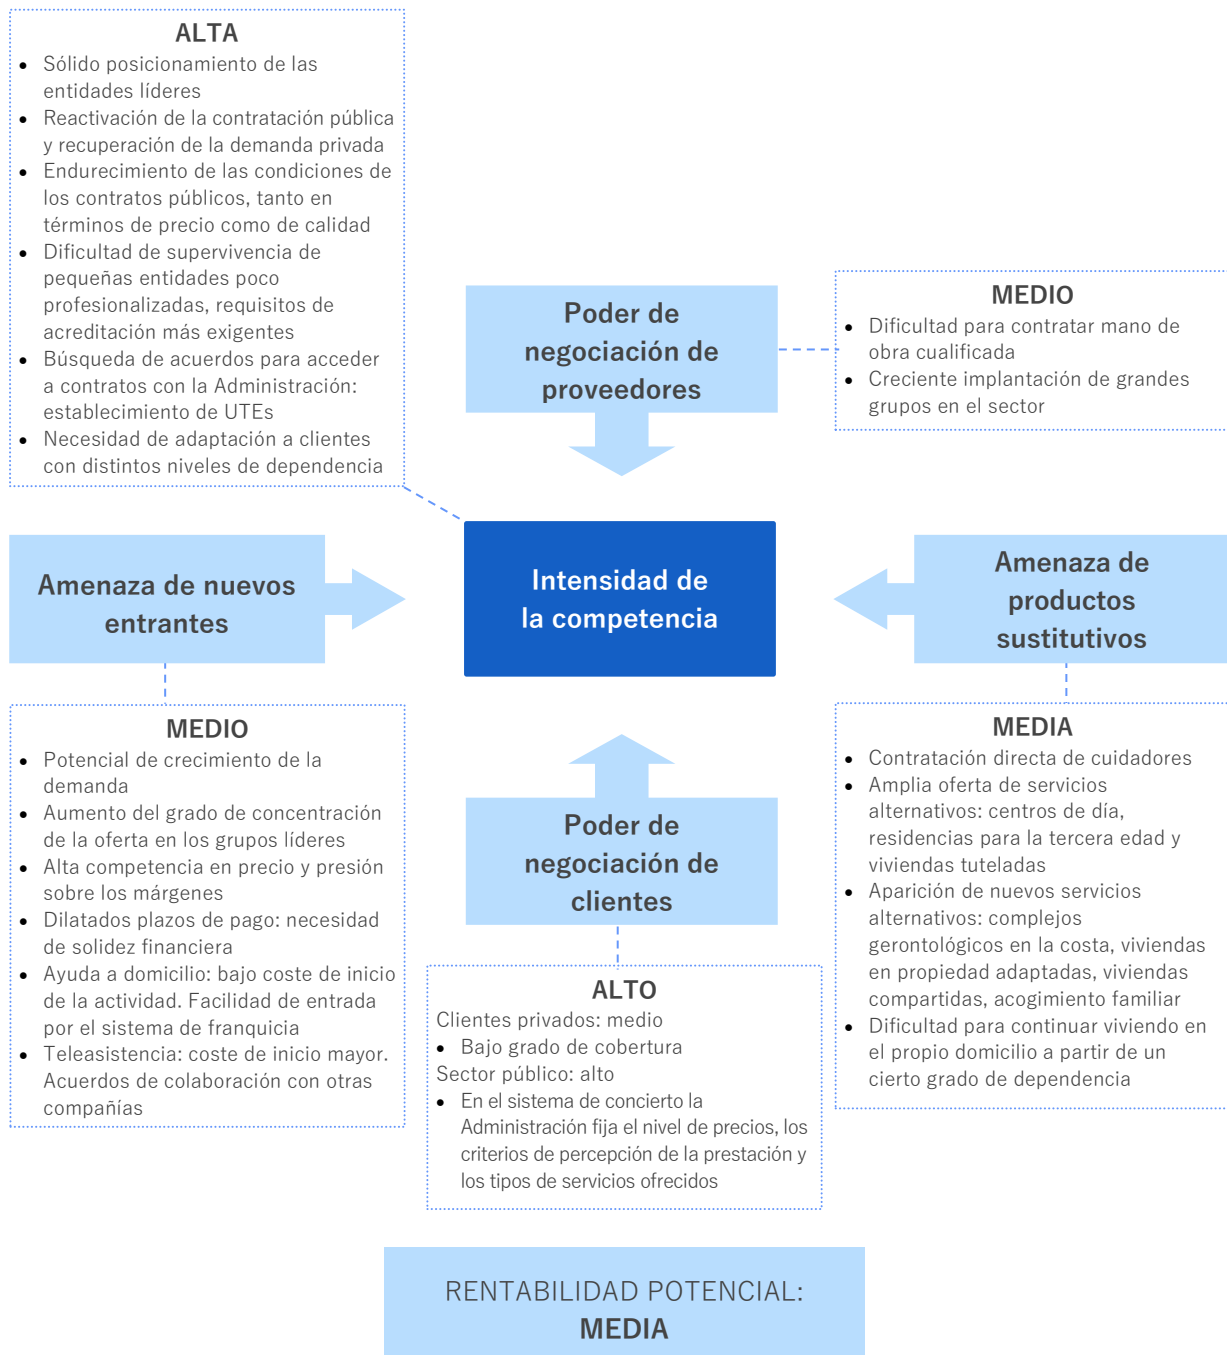 ALTA
• Sólido posicionamiento de las
entidades líderes
• Reactivación de la contratación pública
y recuperación de la demanda privada
• Endurecimiento de las condiciones de
los contratos públicos, tanto en
términos de precio como de calidad
• Dificultad de supervivencia de
pequeñas entidades poco
profesionalizadas, requisitos de
acreditación más exigentes
• Búsqueda de acuerdos para acceder
a contratos con la Administración:
establecimiento de UTEs
• Necesidad de adaptación a clientes
con distintos niveles de dependencia
Poder de
negociación de
proveedores
MEDIO
• Dificultad para contratar mano de
obra cualificada
• Creciente implantación de grandes
grupos en el sector
Amenaza de nuevos
entrantes
Intensidad de
la competencia
Amenaza de
productos
sustitutivos
MEDIO
• Potencial de crecimiento de la
demanda
• Aumento del grado de concentración
de la oferta en los grupos líderes
• Alta competencia en precio y presión
sobre los márgenes
• Dilatados plazos de pago: necesidad
de solidez financiera
• Ayuda a domicilio: bajo coste de inicio
de la actividad. Facilidad de entrada
por el sistema de franquicia
• Teleasistencia: coste de inicio mayor.
Acuerdos de colaboración con otras
compañías
Poder de
negociación de
clientes
ALTO
Clientes privados: medio
• Bajo grado de cobertura
Sector público: alto
• En el sistema de concierto la
Administración fija el nivel de precios, los
criterios de percepción de la prestación y
los tipos de servicios ofrecidos
MEDIA
• Contratación directa de cuidadores
• Amplia oferta de servicios
alternativos: centros de día,
residencias para la tercera edad y
viviendas tuteladas
• Aparición de nuevos servicios
alternativos: complejos
gerontológicos en la costa, viviendas
en propiedad adaptadas, viviendas
compartidas, acogimiento familiar
• Dificultad para continuar viviendo en
el propio domicilio a partir de un
cierto grado de dependencia
RENTABILIDAD POTENCIAL:
MEDIA